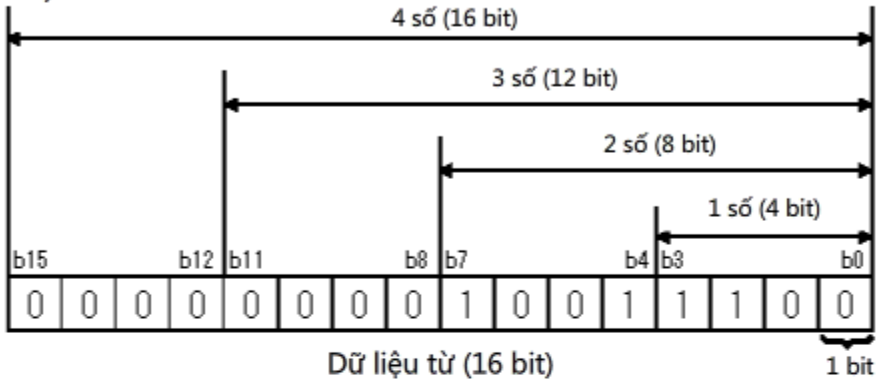 4 số (16 bit)
3 số (12 bit)
2 số (8 bit)
1 số (4 bit)
b15 b12 b11 b8 b7 b4 b3 b0
0 0 0 0 0 0 0 0 1 0 0 1 1 1 0 0
Dữ liệu từ (16 bit) 1 bit